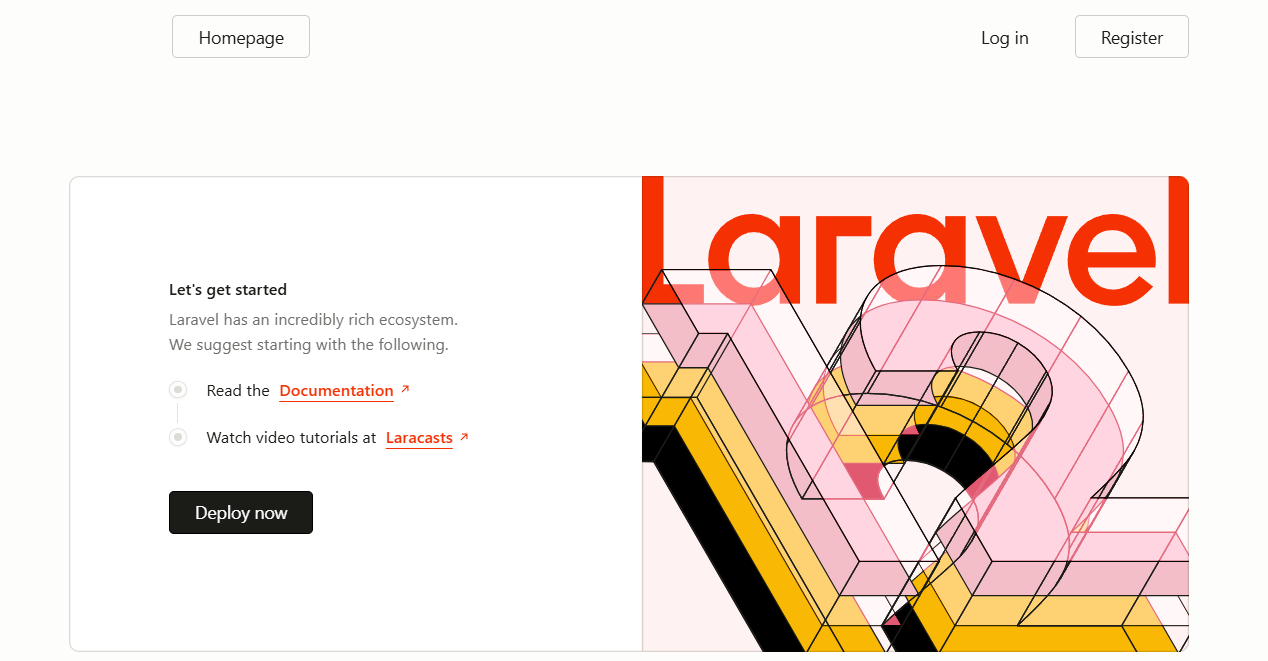 Homepage
Log in
Register
Let's get started
Laravel has an incredibly rich ecosystem.
We suggest starting with the following.
Read the Documentation ↗
Watch video tutorials at Laracasts ↗
Deploy now
Laravel